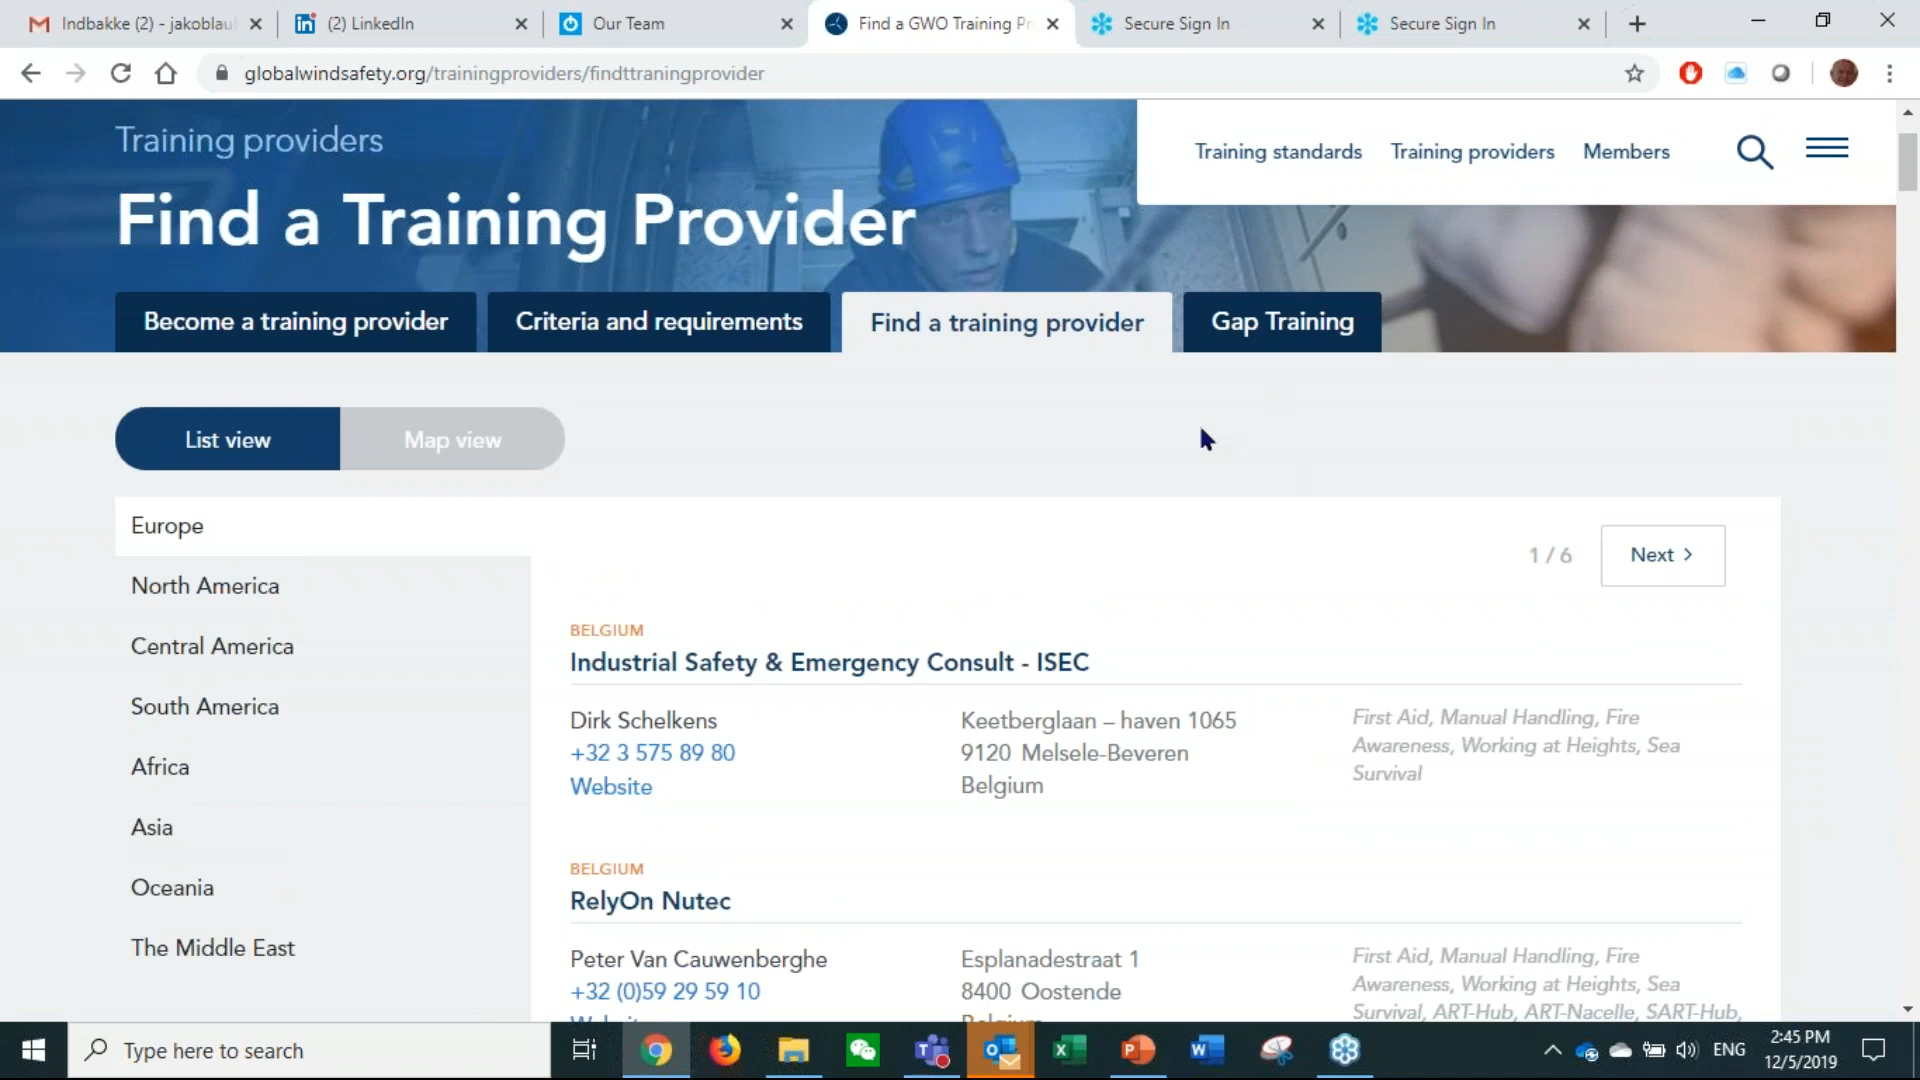 Indbakke (2) - jakoblau
(2) LinkedIn
Our Team
Find a GWO Training Pr
Secure Sign In
Secure Sign In
globalwindsafety.org/trainingproviders/findttraningprovider
Training providers
Training standards
Training providers
Members
Find a Training Provider
Become a training provider
Criteria and requirements
Find a training provider
Gap Training
List view
Map view
Europe
North America
Central America
South America
Africa
Asia
Oceania
The Middle East
1 / 6
Next >
BELGIUM
Industrial Safety & Emergency Consult - ISEC
Dirk Schelkens
+32 3 575 89 80
Website
Keetberglaan – haven 1065
9120 Melsele-Beveren
Belgium
First Aid, Manual Handling, Fire
Awareness, Working at Heights, Sea
Survival
BELGIUM
RelyOn Nutec
Peter Van Cauwenberghe
+32 (0)59 29 59 10
Website
Esplanadestraat 1
8400 Oostende
Belgium
First Aid, Manual Handling, Fire
Awareness, Working at Heights, Sea
Survival, ART-Hub, ART-Nacelle, SART-Hub,
Type here to search
ENG
2:45 PM
12/5/2019